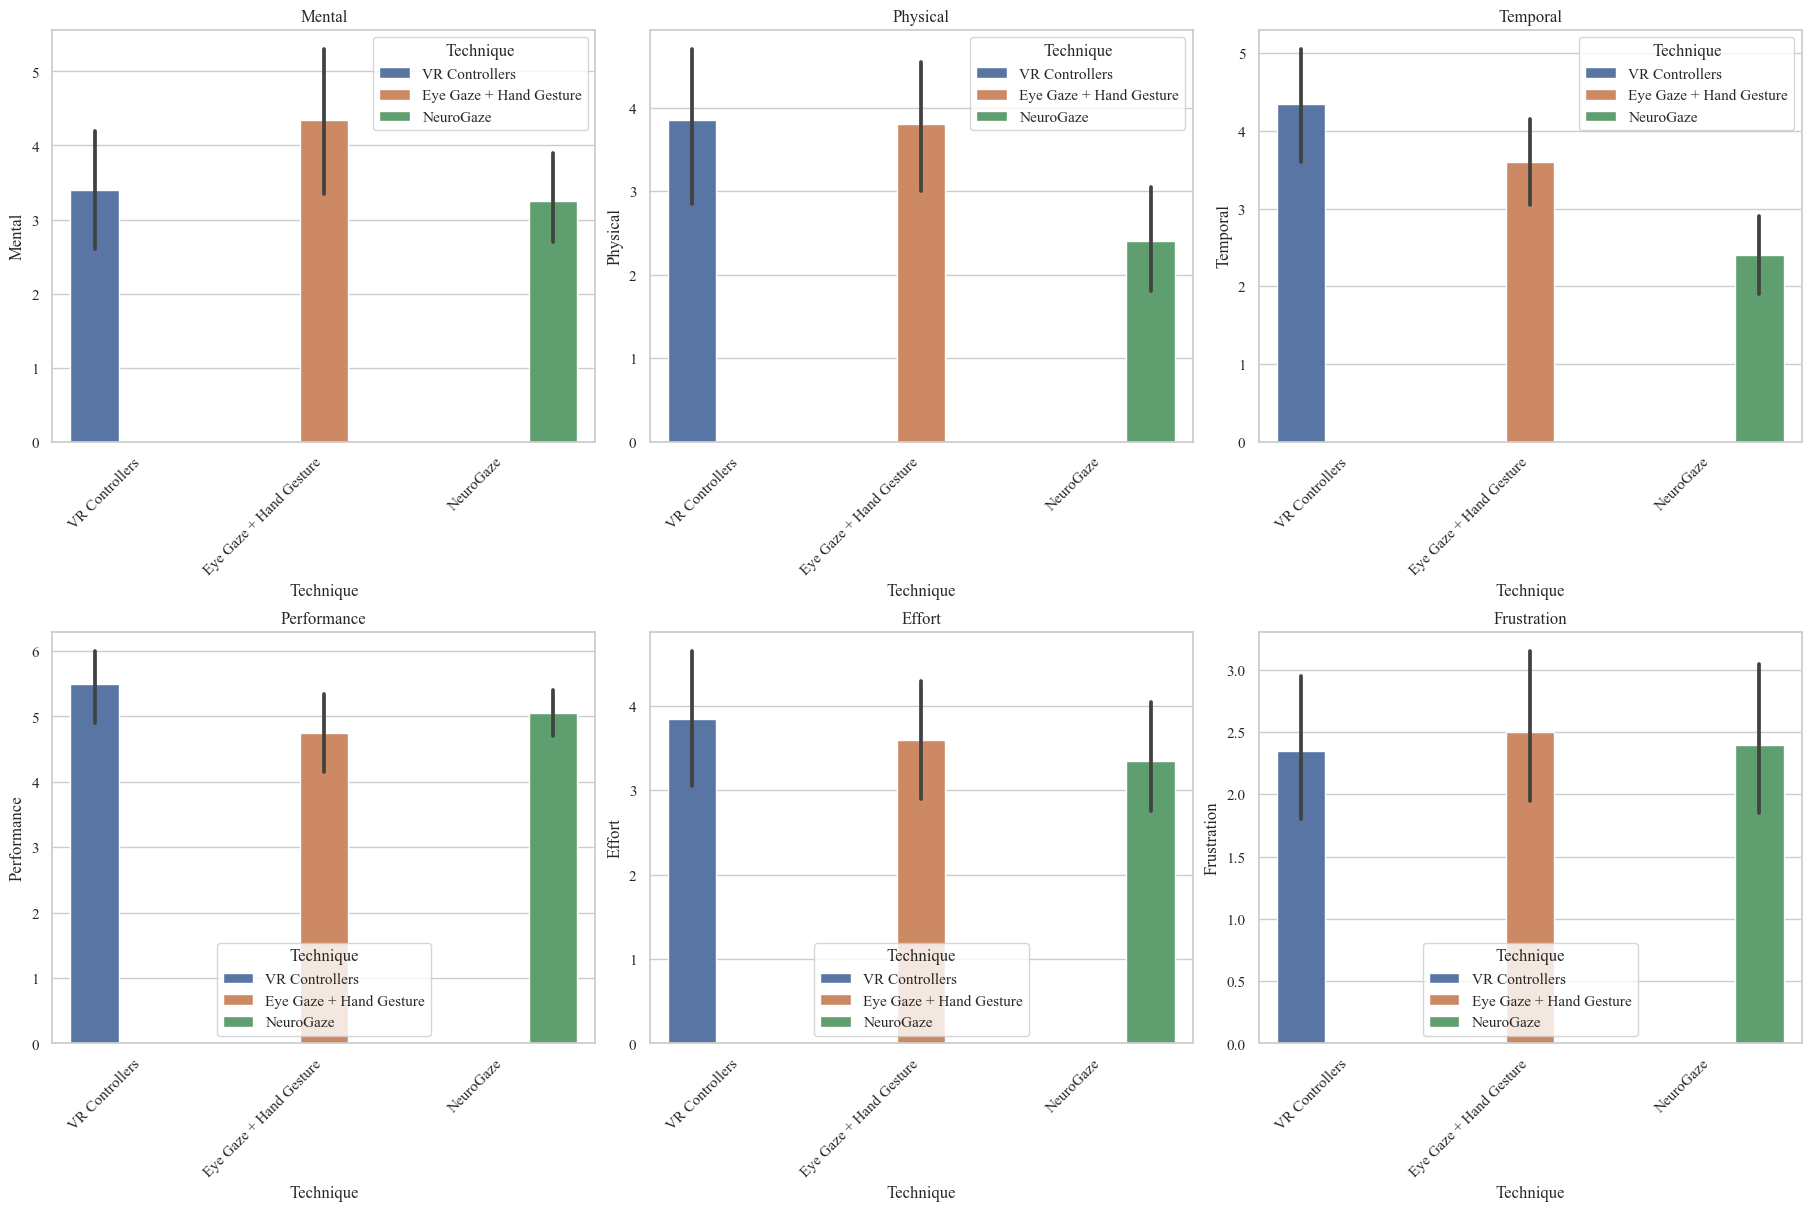 Mental
5
4
3
2
1
0
Mental
Technique
VR Controllers
Eye Gaze + Hand Gesture
NeuroGaze
VR Controllers
Eye Gaze + Hand Gesture
NeuroGaze
Technique
Physical
4
3
2
1
0
Physical
Technique
VR Controllers
Eye Gaze + Hand Gesture
NeuroGaze
VR Controllers
Eye Gaze + Hand Gesture
NeuroGaze
Technique
Temporal
5
4
3
2
1
0
Temporal
Technique
VR Controllers
Eye Gaze + Hand Gesture
NeuroGaze
VR Controllers
Eye Gaze + Hand Gesture
NeuroGaze
Technique
Performance
6
5
4
3
2
1
0
Performance
Technique
VR Controllers
Eye Gaze + Hand Gesture
NeuroGaze
VR Controllers
Eye Gaze + Hand Gesture
NeuroGaze
Technique
Effort
4
3
2
1
0
Effort
Technique
VR Controllers
Eye Gaze + Hand Gesture
NeuroGaze
VR Controllers
Eye Gaze + Hand Gesture
NeuroGaze
Technique
Frustration
3.0
2.5
2.0
1.5
1.0
0.5
0.0
Frustration
Technique
VR Controllers
Eye Gaze + Hand Gesture
NeuroGaze
VR Controllers
Eye Gaze + Hand Gesture
NeuroGaze
Technique